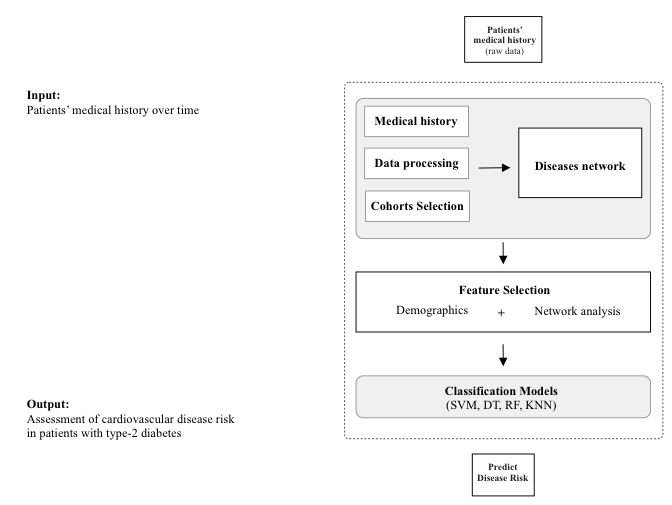 Patients'
medical history
(raw data)
Input:
Patients' medical history over time
Medical history
Data processing
Cohorts Selection
Diseases network
Feature Selection
Demographics + Network analysis
Classification Models
(SVM, DT, RF, KNN)
Output:
Assessment of cardiovascular disease risk
in patients with type-2 diabetes
Predict
Disease Risk